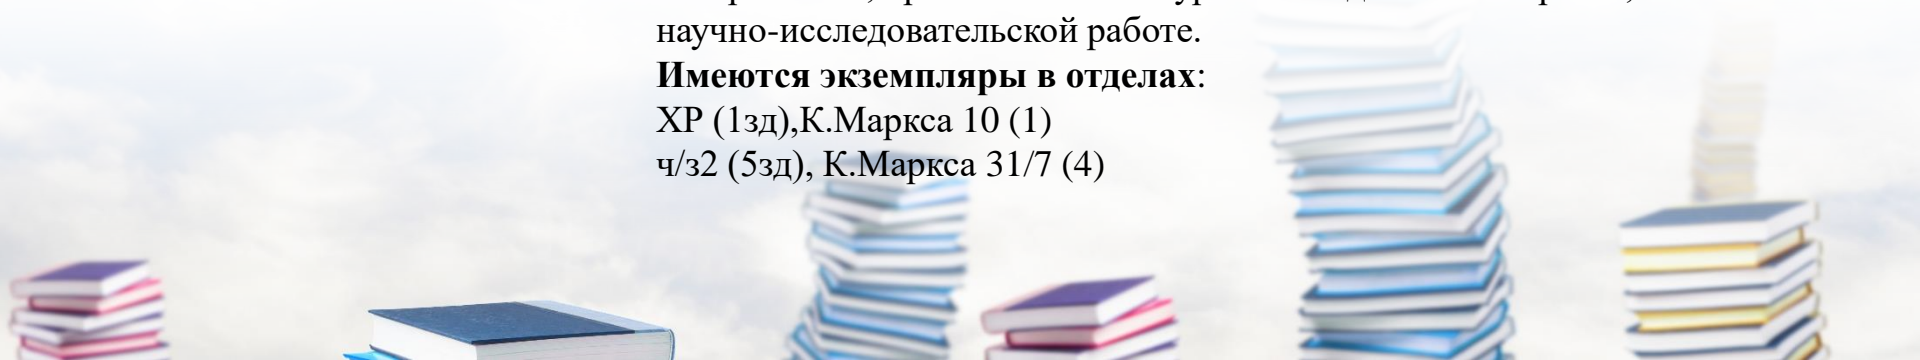 научно-исследовательской работе.
Имеются экземпляры в отделах:
ХР (1зд),К.Маркса 10 (1)
ч/з2 (5зд), К.Маркса 31/7 (4)